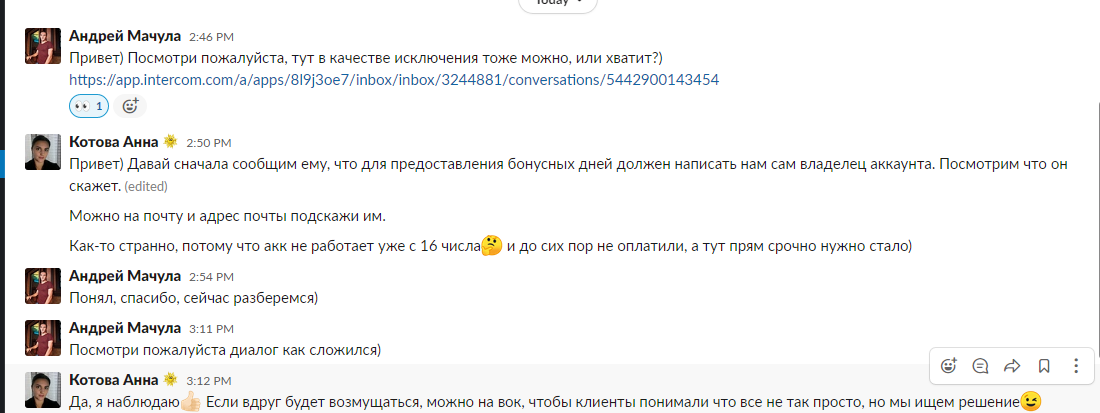 Today
Андрей Мачула 2:46 PM
Привет) Посмотри пожалуйста, тут в качестве исключения тоже можно, или хватит?)
https://app.intercom.com/a/apps/8l9j3oe7/inbox/inbox/3244881/conversations/5442900143454
1
Котова Анна 2:50 PM
Привет) Давай сначала сообщим ему, что для предоставления бонусных дней должен написать нам сам владелец аккаунта. Посмотрим что он
скажет. (edited)
Можно на почту и адрес почты подскажи им.
Как-то странно, потому что акк не работает уже с 16 числа и до сих пор не оплатили, а тут прям срочно нужно стало)
Андрей Мачула 2:54 PM
Понял, спасибо, сейчас разберемся)
Андрей Мачула 3:11 PM
Посмотри пожалуйста диалог как сложился)
Котова Анна 3:12 PM
Да, я наблюдаю Если вдруг будет возмущаться, можно на вок, чтобы клиенты понимали что все не так просто, но мы ищем решение